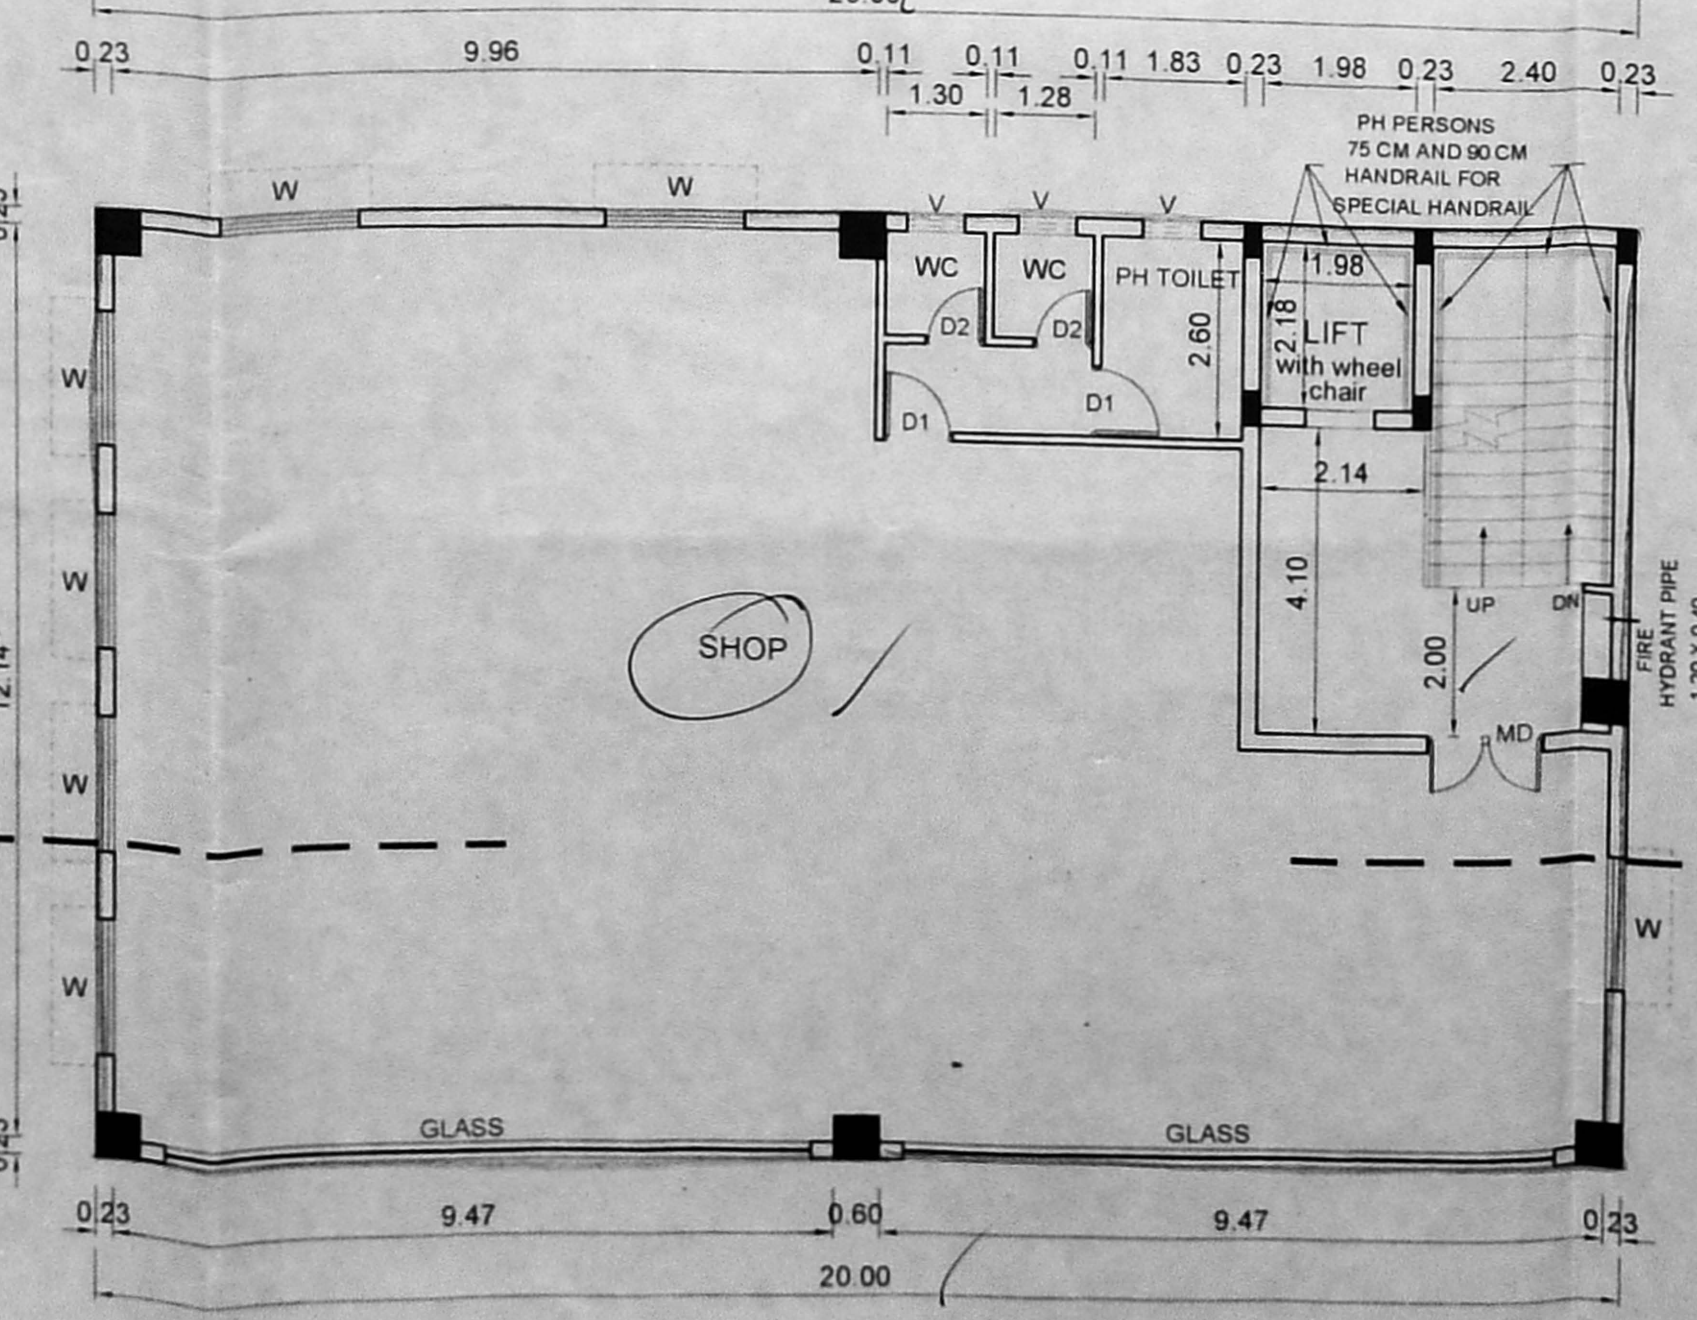 0.23
9.96
0.11
0.11
0.11
1.83
0.23
1.98
0.23
2.40
0.23
1.30
1.28
PH PERSONS
75 CM AND 90 CM
HANDRAIL FOR
SPECIAL HANDRAIL
W
W
V
V
V
WC
WC
PH TOILET
1.98
2.18
2.60
LIFT
with wheel
chair
D2
D2
W
D1
D1
2.14
4.10
W
SHOP
UP
DN
2.00
FIRE
HYDRANT PIPE
MD
W
W
W
GLASS
GLASS
0.23
9.47
0.60
9.47
0.23
20.00